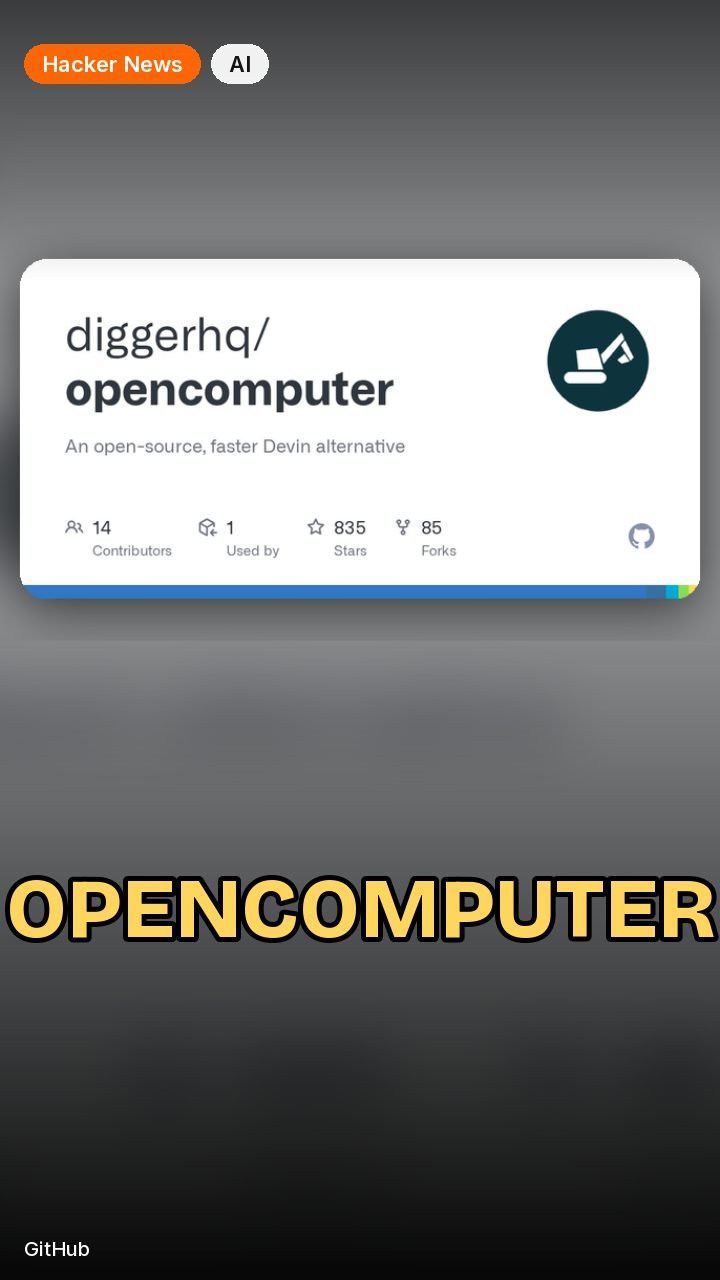 Hacker News AI
diggerhq/
opencomputer
An open-source, faster Devin alternative
14 1 835 85
Contributors Used by Stars Forks
OPENCOMPUTER
GitHub